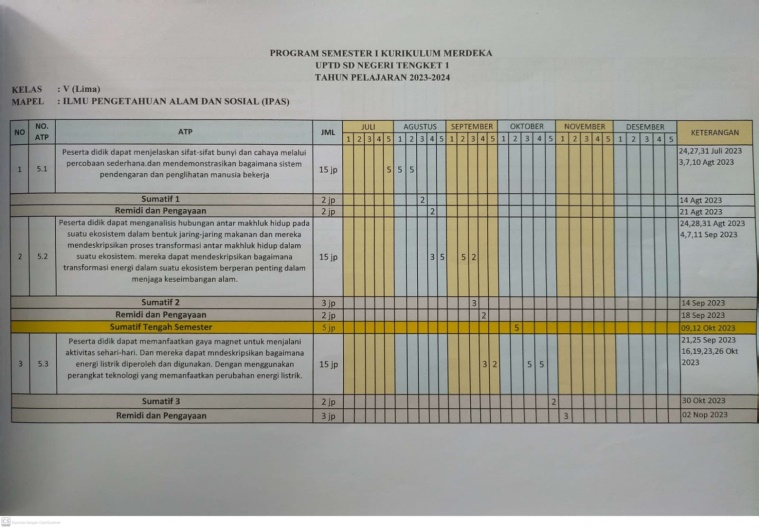 PROGRAM SEMESTER I KURIKULUM MERDEKA
UPTD SD NEGERI TENGKET 1
TAHUN PELAJARAN 2023-2024
KELAS : V (Lima)
MAPEL : ILMU PENGETAHUAN ALAM DAN SOSIAL (IPAS)
NO NO. ATP ATP JML JULI AGUSTUS SEPTEMBER OKTOBER NOVEMBER DESEMBER KETERANGAN
1 2 3 4 5 1 2 3 4 5 1 2 3 4 5 1 2 3 4 5 1 2 3 4 5 1 2 3 4 5
Peserta didik dapat menjelaskan sifat-sifat bunyi dan cahaya melalui 24,27,31 Juli 2023
percobaan sederhana.dan mendemonstrasikan bagaimana sistem 3,7,10 Agt 2023
1 5.1 pendengaran dan penglihatan manusia bekerja 15 jp 5 5 5
Sumatif 1 2 jp 2 14 Agt 2023
Remidi dan Pengayaan 2 jp 2 21 Agt 2023
Peserta didik dapat menganalisis hubungan antar makhluk hidup pada 24,28,31 Agt 2023
suatu ekosistem dalam bentuk jaring-jaring makanan dan mereka 4,7,11 Sep 2023
mendeskripsikan proses transformasi antar makhluk hidup dalam
2 5.2 suatu ekosistem. mereka dapat mendeskripsikan bagaimana 15 jp 3 5 5 2
transformasi energi dalam suatu ekosistem berperan penting dalam
menjaga keseimbangan alam.
Sumatif 2 3 jp 3 14 Sep 2023
Remidi dan Pengayaan 2 jp 2 18 Sep 2023
Sumatif Tengah Semester 5 jp 5 09,12 Okt 2023
Peserta didik dapat memanfaatkan gaya magnet untuk menjalani 21,25 Sep 2023
aktivitas sehari-hari. Dan mereka dapat mndeskripsikan bagaimana 16,19,23,26 Okt
3 5.3 energi listrik diperoleh dan digunakan. Dengan menggunakan 15 jp 3 2 5 5 2023
perangkat teknologi yang memanfaatkan perubahan energi listrik.
Sumatif 3 2 jp 2 30 Okt 2023
Remidi dan Pengayaan 3 jp 3 02 Nop 2023